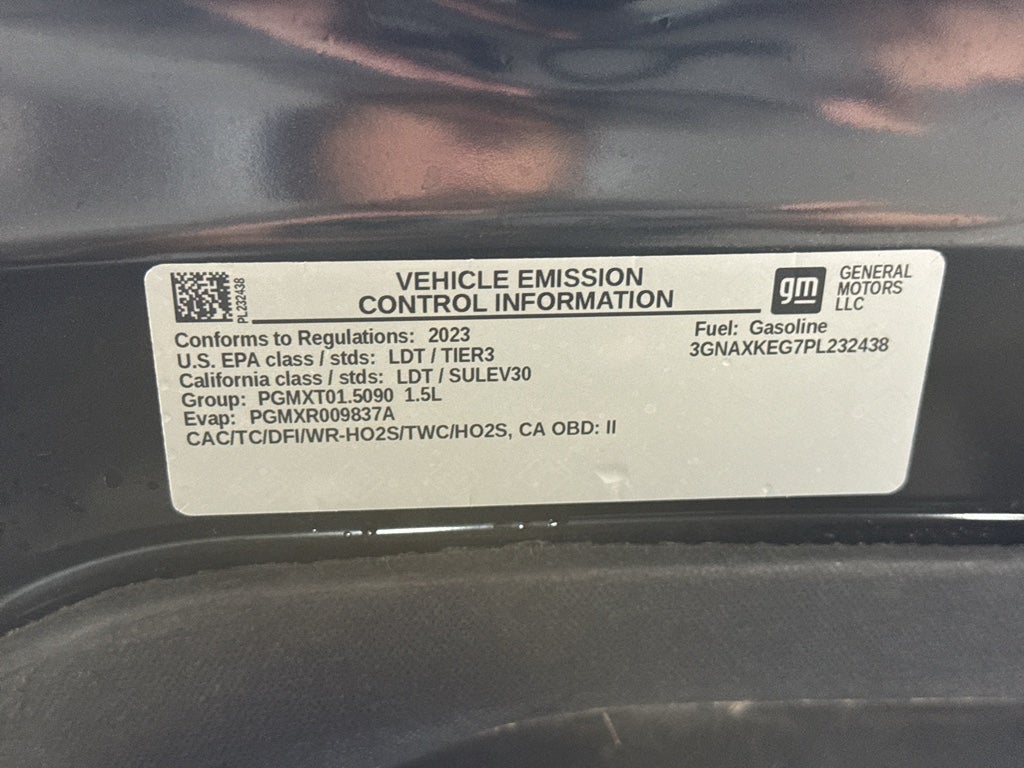 PL232438
VEHICLE EMISSION
CONTROL INFORMATION
gm
GENERAL
MOTORS
LLC
Conforms to Regulations: 2023
U.S. EPA class / stds: LDT / TIER3
California class / stds: LDT / SULEV30
Group: PGMXT01.5090 1.5L
Evap: PGMXR009837A
CAC/TC/DFI/WR-HO2S/TWC/HO2S, CA OBD: II
Fuel: Gasoline
3GNAXKEG7PL232438